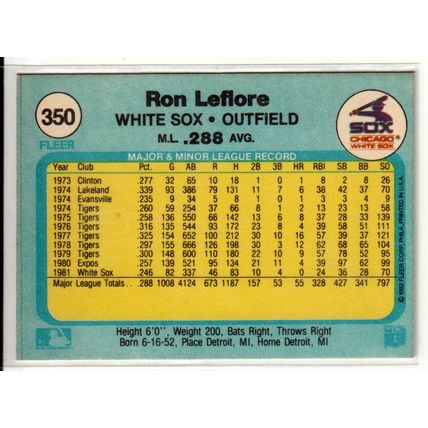 350
FLEER
Ron Leflore
WHITE SOX • OUTFIELD
M.L. .288 AVG.
SOX
CHICAGO
WHITE SOX
MAJOR & MINOR LEAGUE RECORD
Year Club Pct. G AB R H 2B 3B HR RBI SB BB SO
1973 Clinton .277 32 65 10 18 1 0 1 8 2 8 26
1974 Lakeland .339 93 386 79 131 11 7 6 38 42 37 70
1974 Evansville .235 9 34 5 8 1 0 1 3 3 4 9
1974 Tigers .260 59 254 37 66 8 1 2 13 23 13 58
1975 Tigers .258 136 550 66 142 13 6 8 37 28 33 139
1976 Tigers .316 135 544 93 172 23 8 4 39 58 51 111
1977 Tigers .325 154 652 100 212 30 10 16 57 39 37 121
1978 Tigers .297 155 666 126 198 30 3 12 62 68 65 104
1979 Tigers .300 148 600 110 180 22 10 9 57 78 52 95
1980 Expos .257 139 521 95 134 21 11 4 39 97 62 99
1981 White Sox .246 82 337 46 83 10 4 0 24 36 28 70
Major League Totals .. .288 1008 4124 673 1187 157 53 55 328 427 341 797
© 1982 FLEER CORP., PHILA. PRINTED IN U.S.A.
Height 6'0'', Weight 200, Bats Right, Throws Right
Born 6-16-52, Place Detroit, MI, Home Detroit, MI